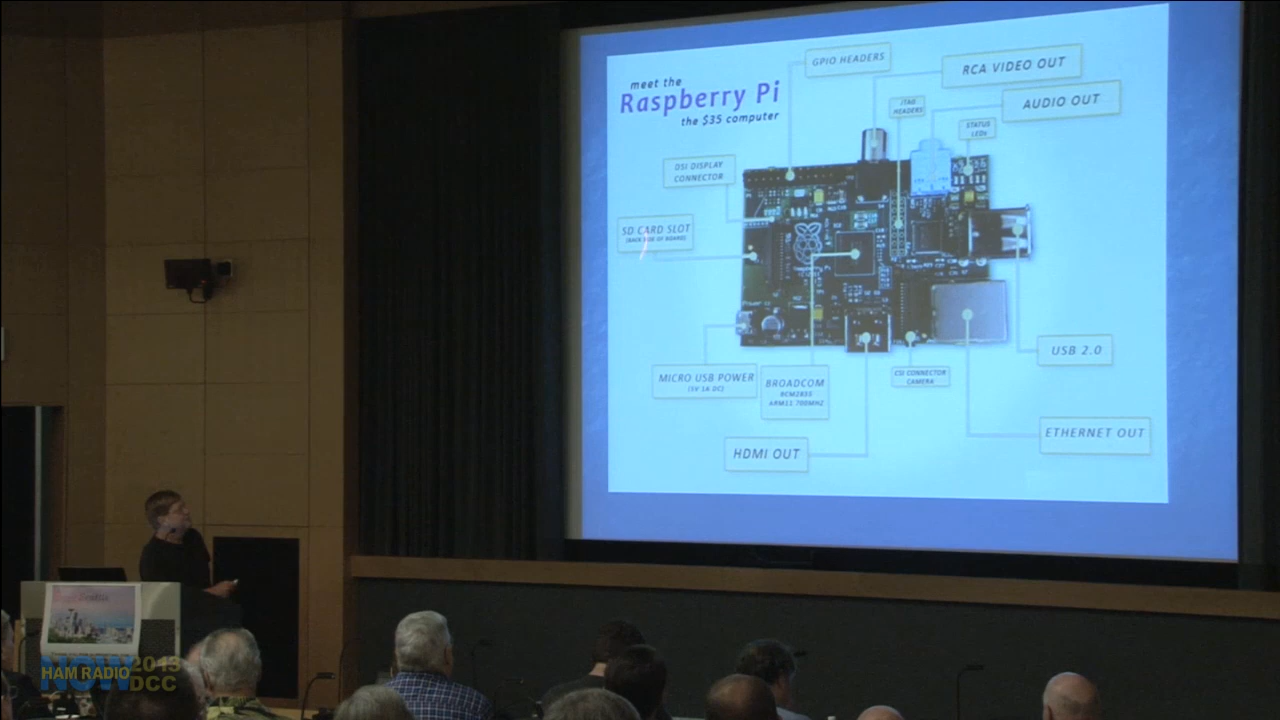 meet the
Raspberry Pi
the $35 computer
GPIO HEADERS
RCA VIDEO OUT
JTAG
HEADERS
AUDIO OUT
STATUS
LEDs
DSI DISPLAY
CONNECTOR
SD CARD SLOT
(BACK SIDE OF BOARD)
USB 2.0
MICRO USB POWER
(5V 1A DC)
BROADCOM
BCM2835
ARM11 700MHZ
CSI CONNECTOR
CAMERA
ETHERNET OUT
HDMI OUT
Seattle
HAM RADIO
NOW
2013
DCC